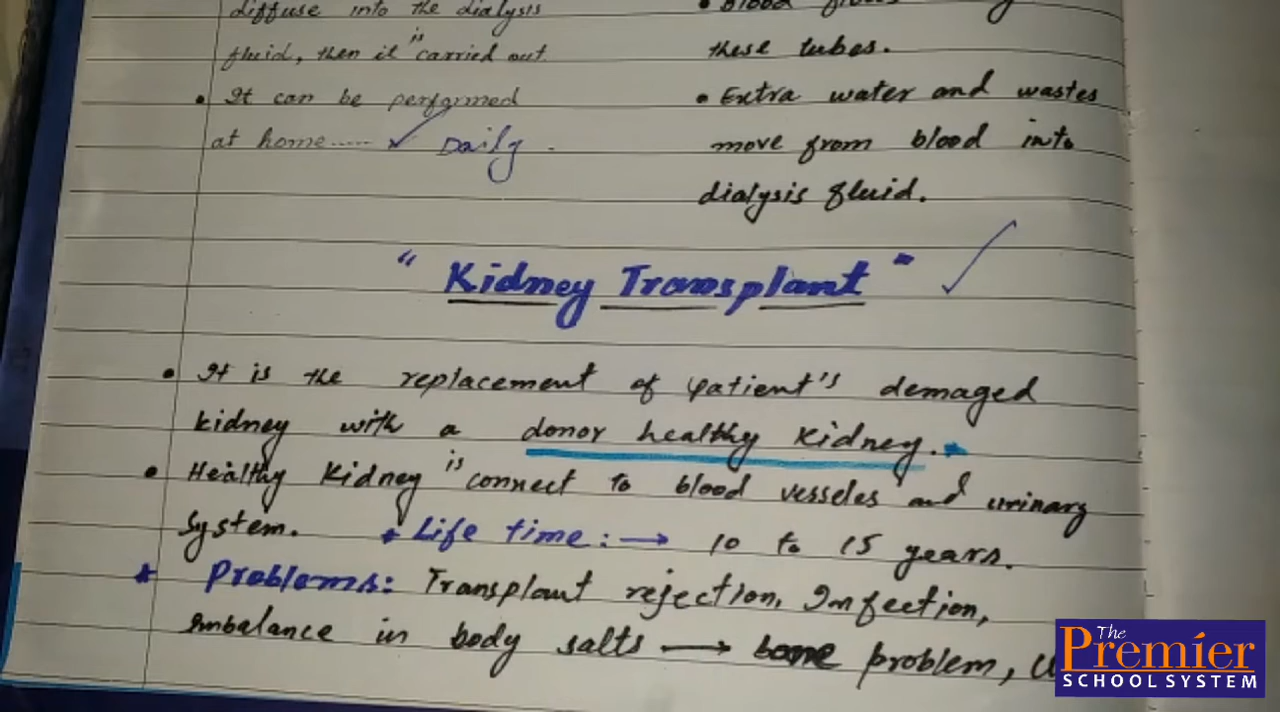 diffuse into the dialysis
fluid, then it is carried out.
• It can be performed
at home..... ✓ Daily.
• Blood
these tubes.
• Extra water and wastes
move from blood into
dialysis fluid.
"Kidney Transplant"
• It is the replacement of patient's demaged
kidney with a donor healthy kidney.
• Healthy Kidney is connect to blood vesseles and urinary
system. * Life time: → 10 to 15 years.
* Problems: Transplant rejection, Infection,
imbalance in body salts → bone problem,
The
Premier
SCHOOL SYSTEM